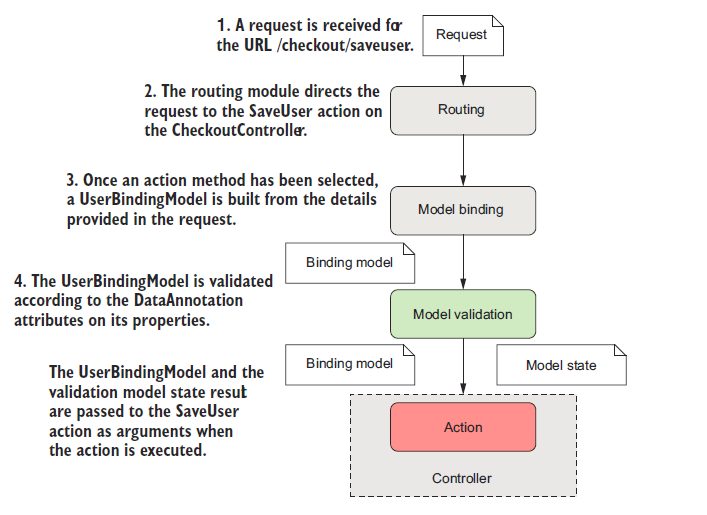 1. A request is received for
the URL /checkout/saveuser.
Request
2. The routing module directs the
request to the SaveUser action on
the CheckoutController.
Routing
3. Once an action method has been selected,
a UserBindingModel is built from the details
provided in the request.
Model binding
Binding model
4. The UserBindingModel is validated
according to the DataAnnotation
attributes on its properties.
Model validation
Binding model
Model state
The UserBindingModel and the
validation model state result
are passed to the SaveUser
action as arguments when
the action is executed.
Action
Controller